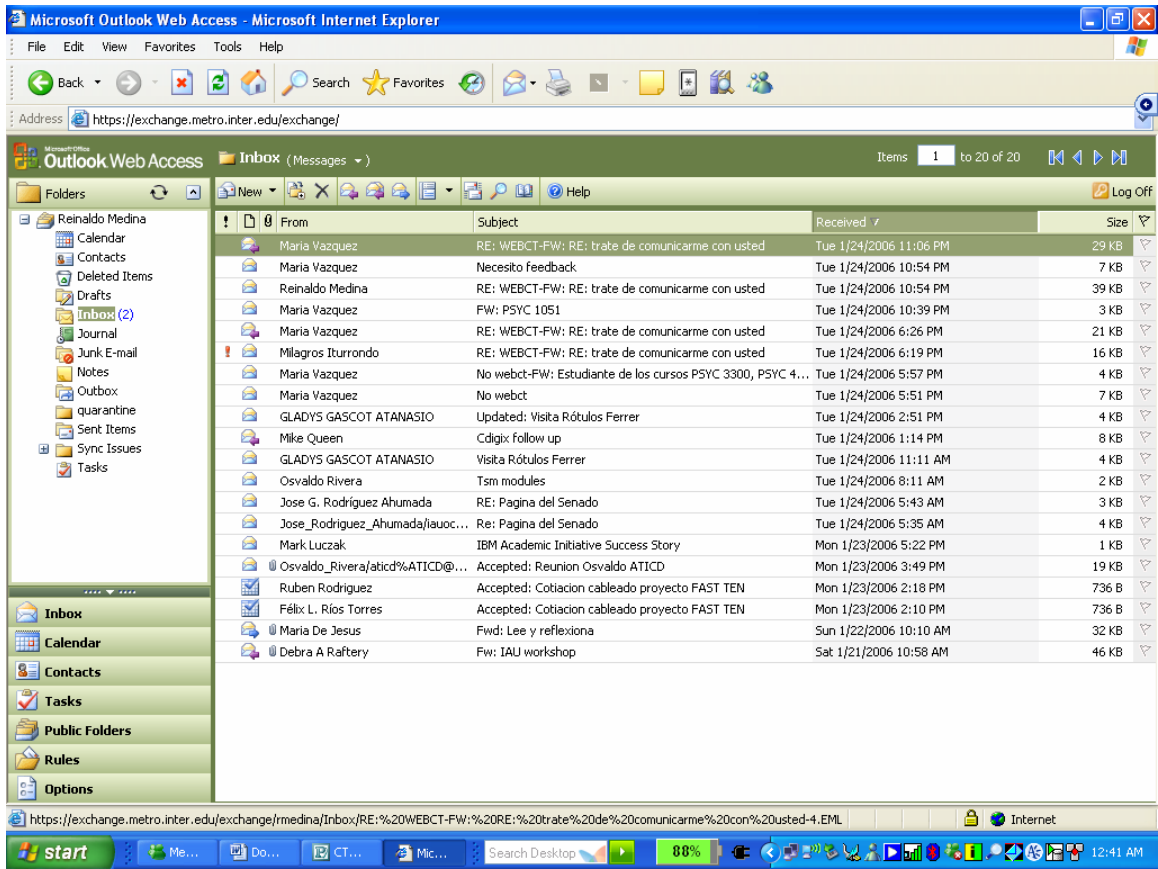 Microsoft Outlook Web Access - Microsoft Internet Explorer
File Edit View Favorites Tools Help
Back Search Favorites
Address https://exchange.metro.inter.edu/exchange/
Microsoft Office
Outlook Web Access Inbox (Messages) Items 1 to 20 of 20
Folders New Help Log Off
Reinaldo Medina
Calendar
Contacts
Deleted Items
Drafts
Inbox (2)
Journal
Junk E-mail
Notes
Outbox
quarantine
Sent Items
Sync Issues
Tasks
Inbox
Calendar
Contacts
Tasks
Public Folders
Rules
Options
! From Subject Received Size
Maria Vazquez RE: WEBCT-FW: RE: trate de comunicarme con usted Tue 1/24/2006 11:06 PM 29 KB
Maria Vazquez Necesito feedback Tue 1/24/2006 10:54 PM 7 KB
Reinaldo Medina RE: WEBCT-FW: RE: trate de comunicarme con usted Tue 1/24/2006 10:54 PM 39 KB
Maria Vazquez FW: PSYC 1051 Tue 1/24/2006 10:39 PM 3 KB
Maria Vazquez RE: WEBCT-FW: RE: trate de comunicarme con usted Tue 1/24/2006 6:26 PM 21 KB
! Milagros Iturrondo RE: WEBCT-FW: RE: trate de comunicarme con usted Tue 1/24/2006 6:19 PM 16 KB
Maria Vazquez No webct-FW: Estudiante de los cursos PSYC 3300, PSYC 4... Tue 1/24/2006 5:57 PM 4 KB
Maria Vazquez No webct Tue 1/24/2006 5:51 PM 7 KB
GLADYS GASCOT ATANASIO Updated: Visita Rótulos Ferrer Tue 1/24/2006 2:51 PM 4 KB
Mike Queen Cdigix follow up Tue 1/24/2006 1:14 PM 8 KB
GLADYS GASCOT ATANASIO Visita Rótulos Ferrer Tue 1/24/2006 11:11 AM 4 KB
Osvaldo Rivera Tsm modules Tue 1/24/2006 8:11 AM 2 KB
Jose G. Rodríguez Ahumada RE: Pagina del Senado Tue 1/24/2006 5:43 AM 3 KB
Jose_Rodriguez_Ahumada/iauoc... Re: Pagina del Senado Tue 1/24/2006 5:35 AM 4 KB
Mark Luczak IBM Academic Initiative Success Story Mon 1/23/2006 5:22 PM 1 KB
Osvaldo_Rivera/aticd%ATICD@... Accepted: Reunion Osvaldo ATICD Mon 1/23/2006 3:49 PM 19 KB
Ruben Rodriguez Accepted: Cotiacion cableado proyecto FAST TEN Mon 1/23/2006 2:18 PM 736 B
Félix L. Ríos Torres Accepted: Cotiacion cableado proyecto FAST TEN Mon 1/23/2006 2:10 PM 736 B
Maria De Jesus Fwd: Lee y reflexiona Sun 1/22/2006 10:10 AM 32 KB
Debra A Raftery Fw: IAU workshop Sat 1/21/2006 10:58 AM 46 KB
https://exchange.metro.inter.edu/exchange/rmedina/Inbox/RE:%20WEBCT-FW:%20RE:%20trate%20de%20comunicarme%20con%20usted-4.EML Internet
start Me... Do... CT... Mic... Search Desktop 88% 12:41 AM